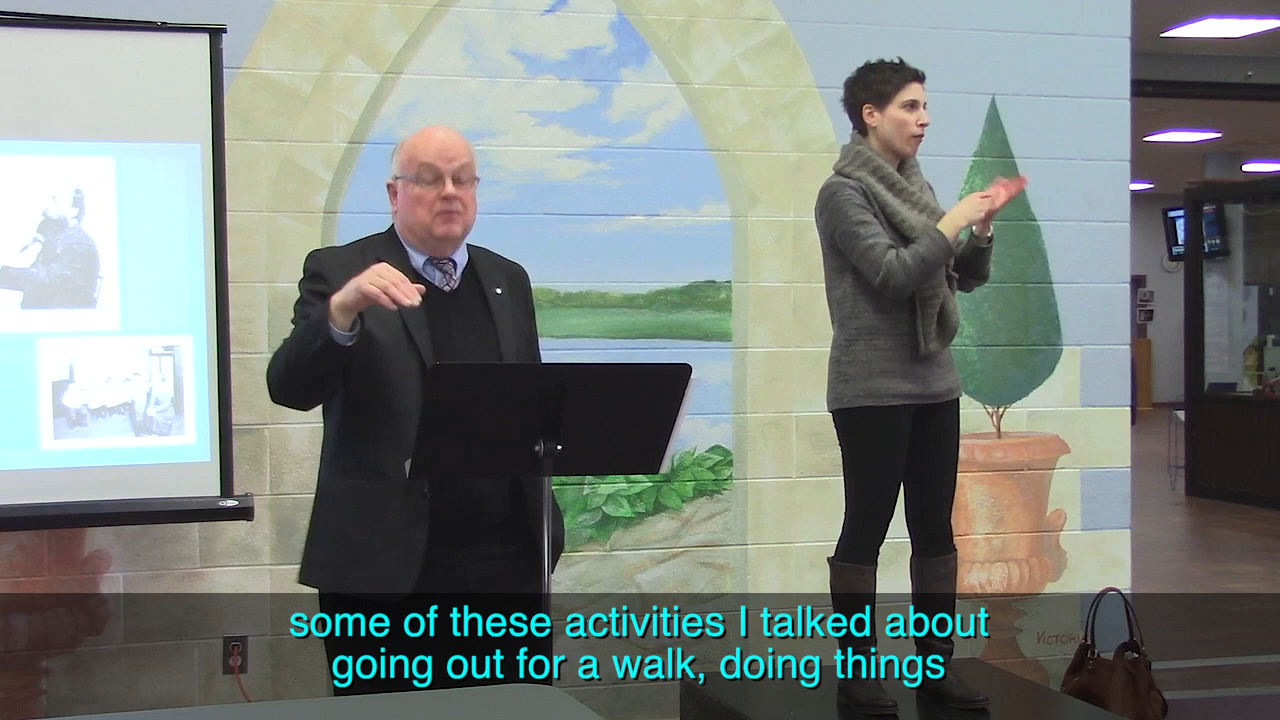 some of these activities I talked about
going out for a walk, doing things